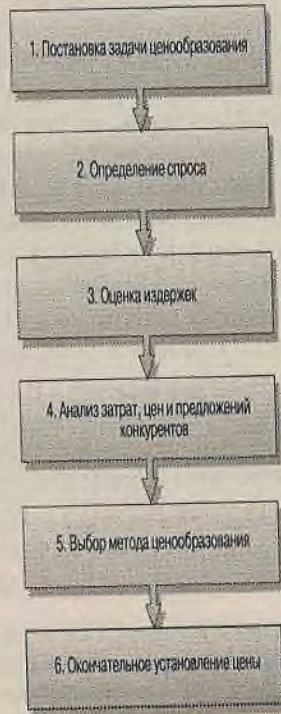 1. Постановка задачи ценообразования
2. Определение спроса
3. Оценка издержек
4. Анализ затрат, цен и предложений
конкурентов
5. Выбор метода ценообразования
6. Окончательное установление цены